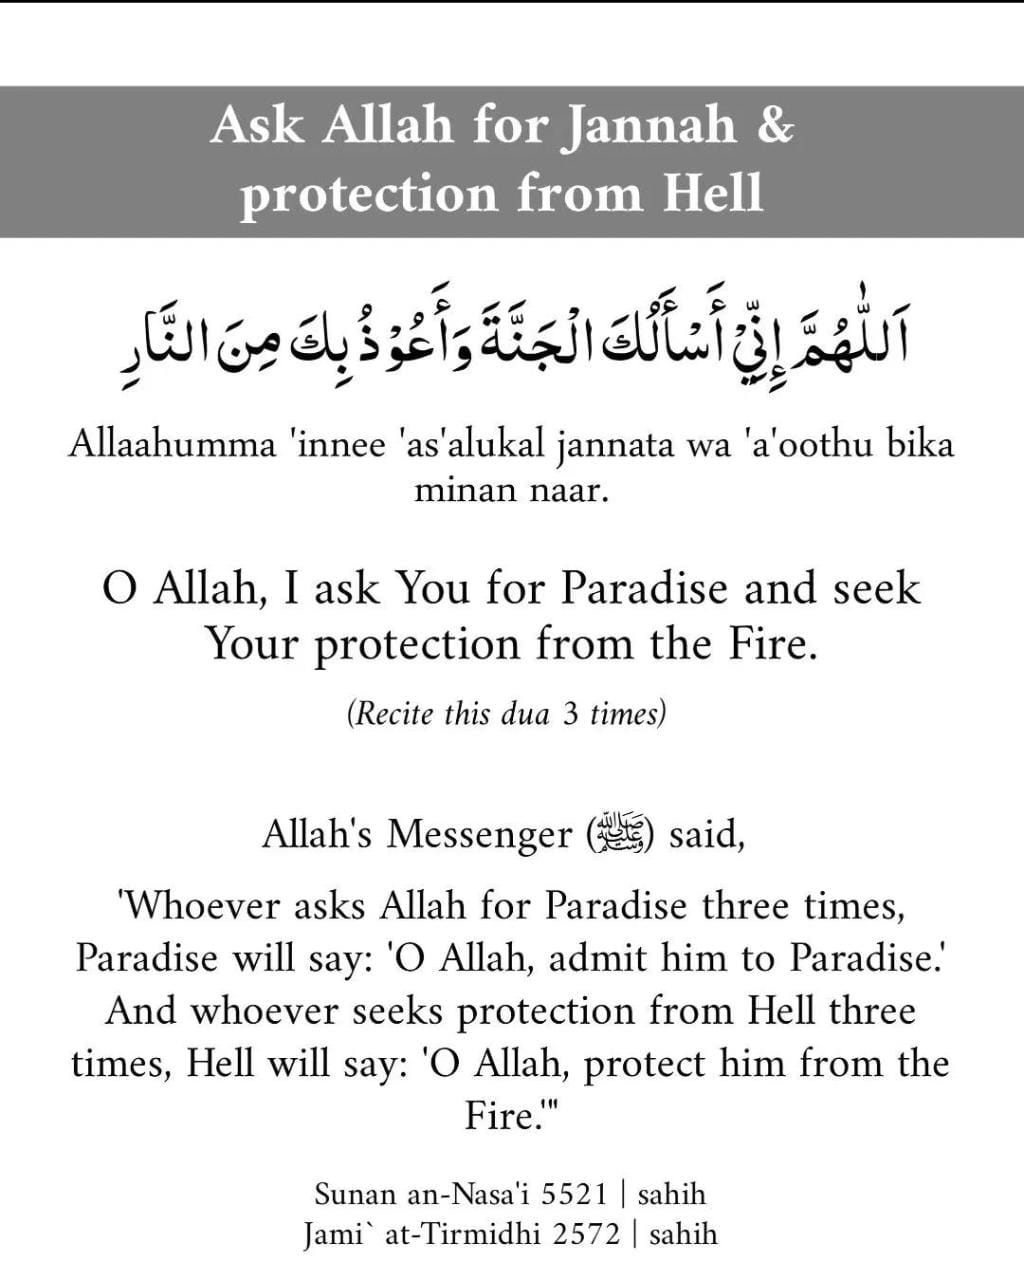 Ask Allah for Jannah &
protection from Hell
اَللّٰهُمَّ إِنِّيْ أَسْأَلُكَ الْجَنَّةَ وَأَعُوْذُ بِكَ مِنَ النَّارِ
Allaahumma 'innee 'as'alukal jannata wa 'a'oothu bika
minan naar.
O Allah, I ask You for Paradise and seek
Your protection from the Fire.
(Recite this dua 3 times)
Allah's Messenger (ﷺ) said,
'Whoever asks Allah for Paradise three times,
Paradise will say: 'O Allah, admit him to Paradise.'
And whoever seeks protection from Hell three
times, Hell will say: 'O Allah, protect him from the
Fire.'"
Sunan an-Nasa'i 5521 | sahih
Jami` at-Tirmidhi 2572 | sahih